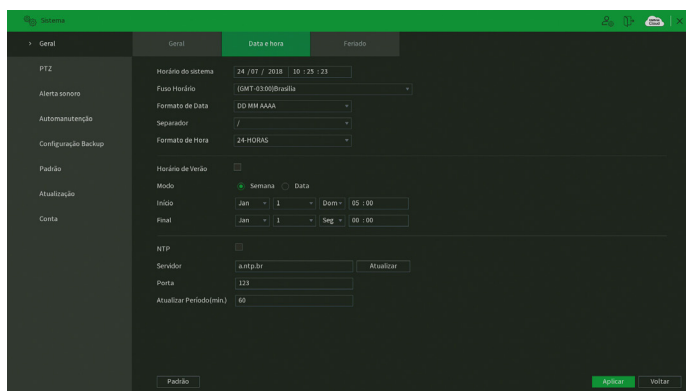 Sistema
Geral
PTZ
Alerta sonoro
Automanutenção
Configuração Backup
Padrão
Atualização
Conta
Geral Data e hora Feriado
Horário do sistema 24 /07 / 2018 10 : 25 : 23
Fuso Horário (GMT-03:00)Brasília
Formato de Data DD MM AAAA
Separador /
Formato de Hora 24-HORAS
Horário de Verão
Modo Semana Data
Início Jan 1 Dom 05 : 00
Final Jan 1 Seg 00 : 00
NTP
Servidor a.ntp.br Atualizar
Porta 123
Atualizar Período(min.) 60
Padrão Aplicar Voltar